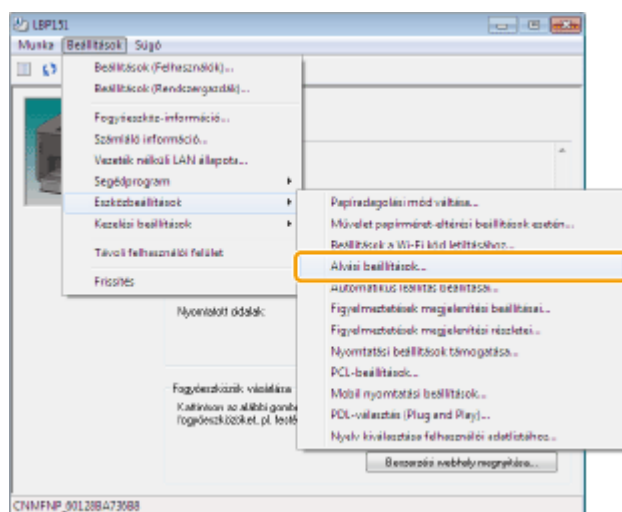 LBP151
Munka Beállítások Súgó
Beállítások (Felhasználók)...
Beállítások (Rendszergazdák)...
Fogyóeszköz-információ...
Számláló információ...
Vezeték nélküli LAN állapota...
Segédprogram
Eszközbeállítások
Kezelési beállítások
Távoli felhasználói felület
Frissítés
Papíradagolási mód váltása...
Művelet papírméret-eltérési beállítások esetén...
Beállítások a Wi-Fi kód letiltásához...
Alvási beállítások...
Automatikus leállítás beállításai...
Figyelmeztetések megjelenítési beállításai...
Figyelmeztetések megjelenítési részletei...
Nyomtatási beállítások támogatása...
PCL-beállítások...
Mobil nyomtatási beállítások...
PDL-választás (Plug and Play)...
Nyelv kiválasztása felhasználói adatlistához...
Nyomtatott oldalak:
Fogyóeszközök vásárlása
Kattintson az alábbi gombr
fogyóeszközöket, pl. festé
Beszerzési webhely megnyitása...
CNMFNP_60128BA736B8